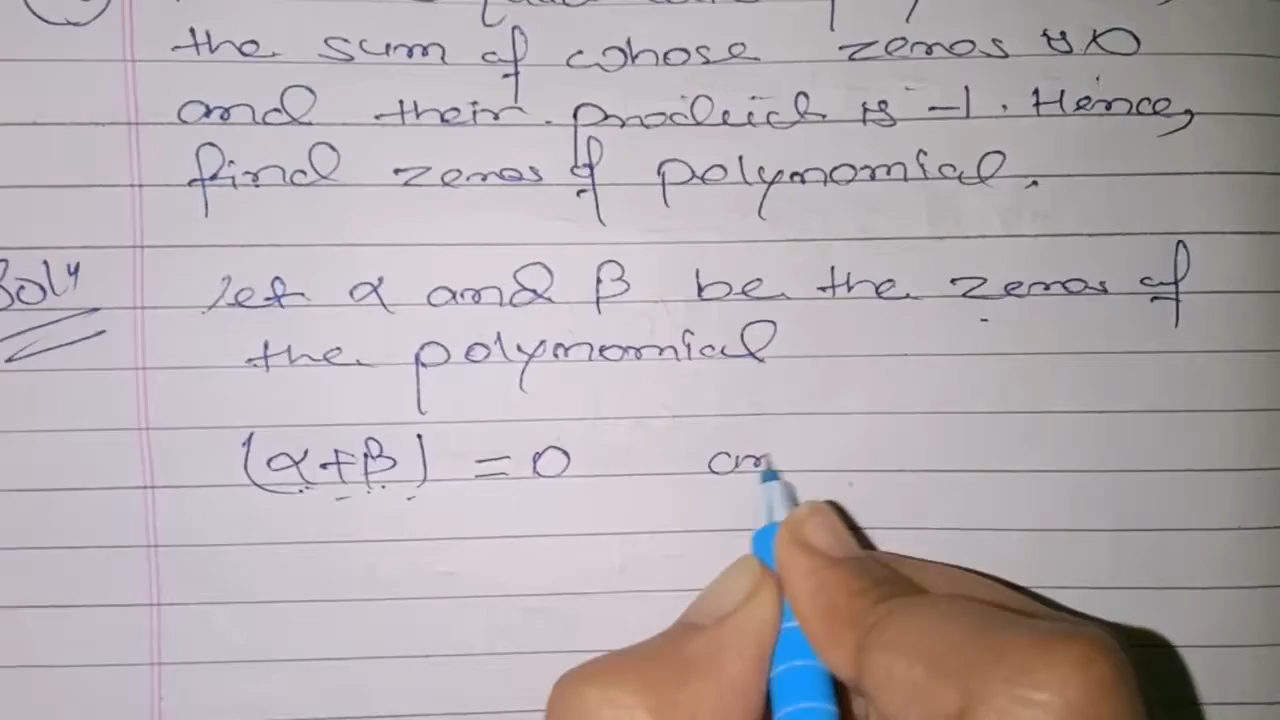 the sum of whose zeros is 0
and their product is -1. Hence,
find zeros of polynomial.
Solⁿ let α and β be the zeros of
the polynomial
(α+β) = 0 an